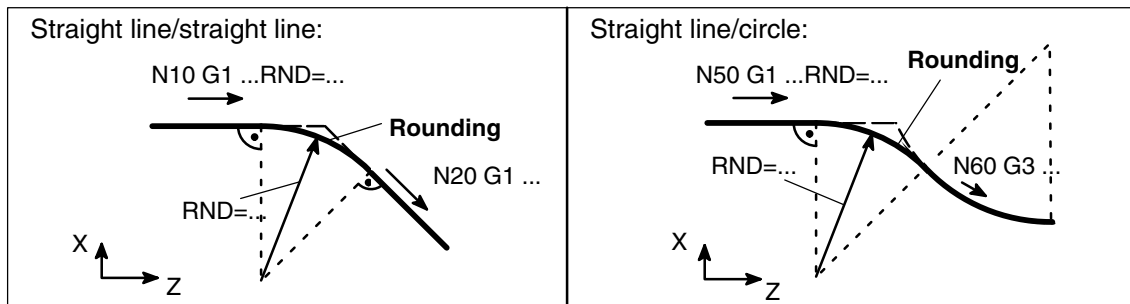 Straight line/straight line:
N10 G1 ...RND=...
Rounding
N20 G1 ...
RND=...
X
Z
Straight line/circle:
Rounding
N50 G1 ...RND=...
RND=...
N60 G3 ...
X
Z